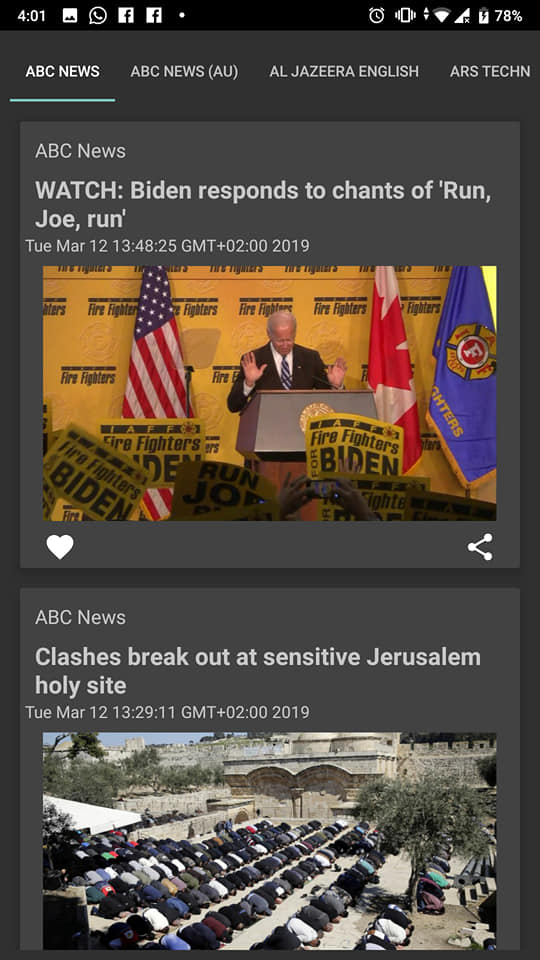 4:01
78%
ABC NEWS
ABC NEWS (AU)
AL JAZEERA ENGLISH
ARS TECHN
ABC News
WATCH: Biden responds to chants of 'Run,
Joe, run'
Tue Mar 12 13:48:25 GMT+02:00 2019
Fire Fighters
Fire Fighters
Fire Fighters
Fire Fighters
GHTERS
IAFF
Fire Fighters
Fire Fighters
BIDEN
IAFF
Fire Fighters
FOR BIDEN
RUN
JOE
ABC News
Clashes break out at sensitive Jerusalem
holy site
Tue Mar 12 13:29:11 GMT+02:00 2019